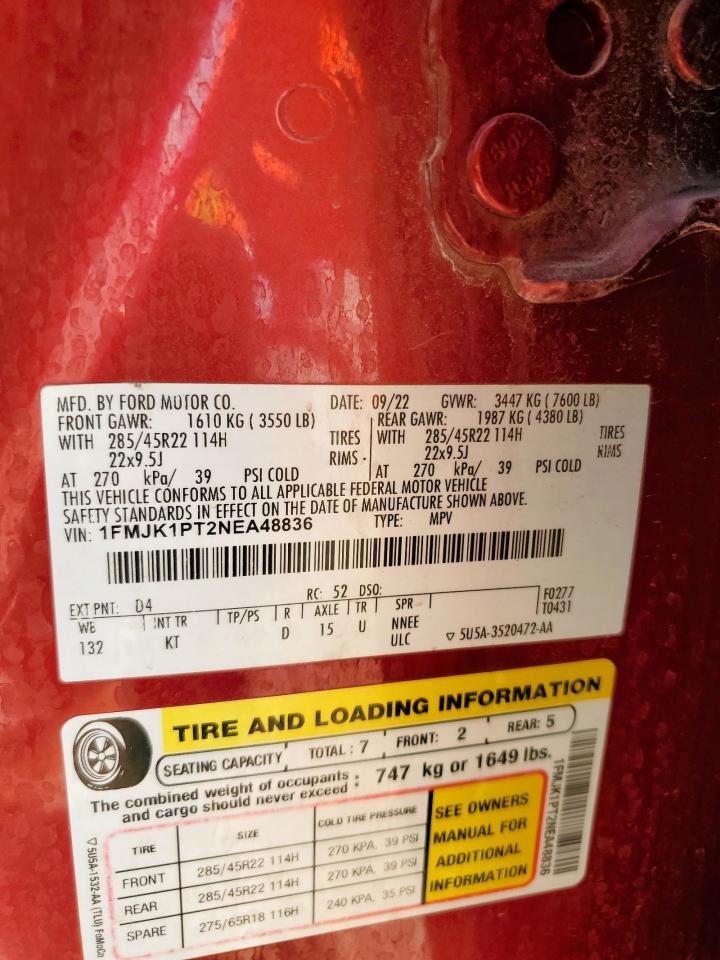 MFD. BY FORD MOTOR CO. DATE: 09/22 GVWR: 3447 KG ( 7600 LB)
FRONT GAWR: 1610 KG ( 3550 LB) REAR GAWR: 1987 KG ( 4380 LB)
WITH 285/45R22 114H TIRES WITH 285/45R22 114H TIRES
22x9.5J RIMS 22x9.5J RIMS
AT 270 kPa/ 39 PSI COLD AT 270 kPa/ 39 PSI COLD
THIS VEHICLE CONFORMS TO ALL APPLICABLE FEDERAL MOTOR VEHICLE
SAFETY STANDARDS IN EFFECT ON THE DATE OF MANUFACTURE SHOWN ABOVE.
VIN: 1FMJK1PT2NEA48836 TYPE: MPV
EXT PNT: D4 RC: 52 DSO: F0277
WB INT TR TP/PS R AXLE TR SPR T0431
132 KT D 15 U NNEE
ULC 5U5A-3520472-AA
TIRE AND LOADING INFORMATION
SEATING CAPACITY TOTAL : 7 FRONT: 2 REAR: 5
The combined weight of occupants
and cargo should never exceed : 747 kg or 1649 lbs.
TIRE SIZE COLD TIRE PRESSURE
FRONT 285/45R22 114H 270 KPA, 39 PSI
REAR 285/45R22 114H 270 KPA, 39 PSI
SPARE 275/65R18 116H 240 KPA, 35 PSI
SEE OWNERS
MANUAL FOR
ADDITIONAL
INFORMATION
1FMJK1PT2NEA48836
5U5A-1532-AA (TLU) FoMoCo